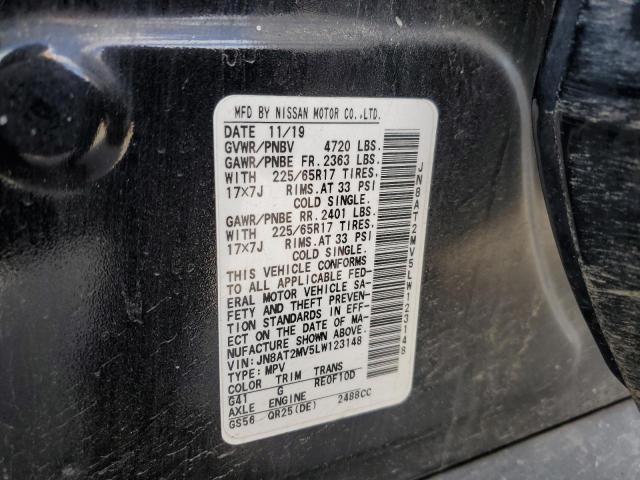 MFD BY NISSAN MOTOR CO.,LTD.
DATE 11/19
GVWR/PNBV 4720 LBS.
GAWR/PNBE FR. 2363 LBS.
WITH 225/65R17 TIRES.
17×7J RIMS.AT 33 PSI
COLD SINGLE.
GAWR/PNBE RR. 2401 LBS.
WITH 225/65R17 TIRES.
17×7J RIMS.AT 33 PSI
COLD SINGLE.
THIS VEHICLE CONFORMS
TO ALL APPLICABLE FED-
ERAL MOTOR VEHICLE SA-
FETY AND THEFT PREVEN-
TION STANDARDS IN EFF-
ECT ON THE DATE OF MA-
NUFACTURE SHOWN ABOVE.
VIN: JN8AT2MV5LW123148
TYPE: MPV
COLOR TRIM TRANS
G41 G RE0F10D
AXLE ENGINE
GS56 QR25(DE) 2488CC
JN8AT2MV5LW123148